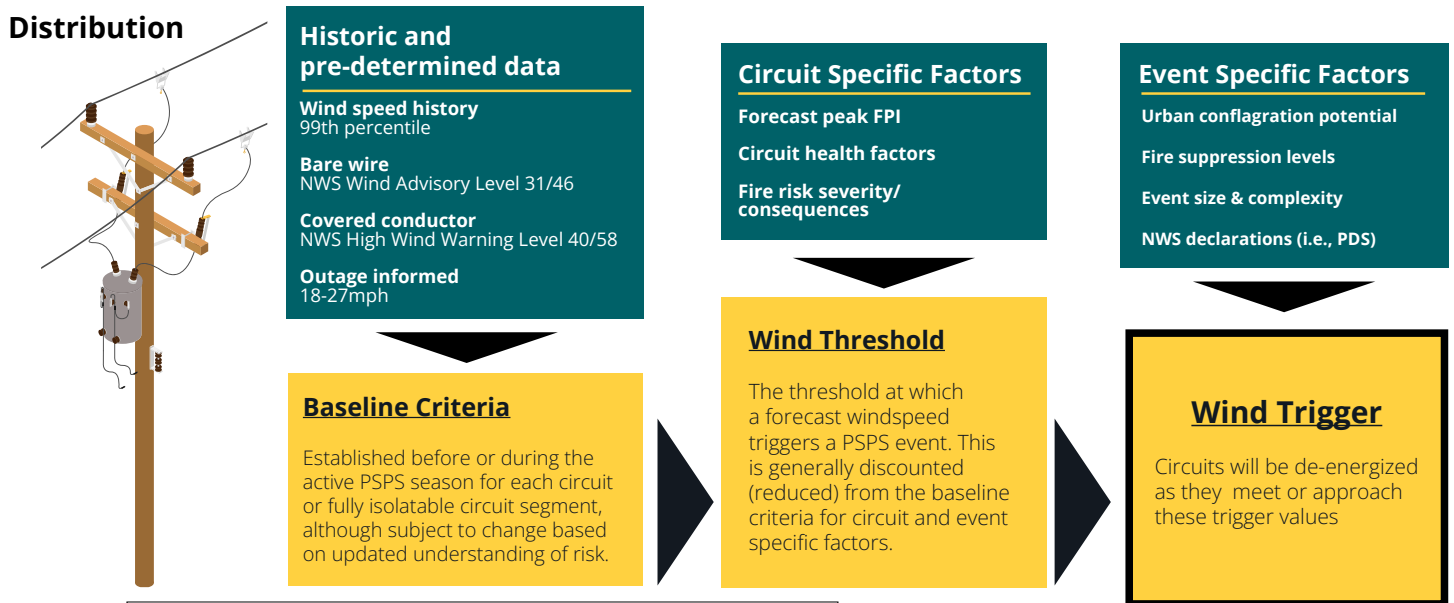 Distribution
Historic and
pre-determined data
Wind speed history
99th percentile
Bare wire
NWS Wind Advisory Level 31/46
Covered conductor
NWS High Wind Warning Level 40/58
Outage informed
18-27mph
Baseline Criteria
Established before or during the
active PSPS season for each circuit
or fully isolatable circuit segment,
although subject to change based
on updated understanding of risk.
Circuit Specific Factors
Forecast peak FPI
Circuit health factors
Fire risk severity/
consequences
Wind Threshold
The threshold at which
a forecast windspeed
triggers a PSPS event. This
is generally discounted
(reduced) from the baseline
criteria for circuit and event
specific factors.
Event Specific Factors
Urban conflagration potential
Fire suppression levels
Event size & complexity
NWS declarations (i.e., PDS)
Wind Trigger
Circuits will be de-energized
as they meet or approach
these trigger values